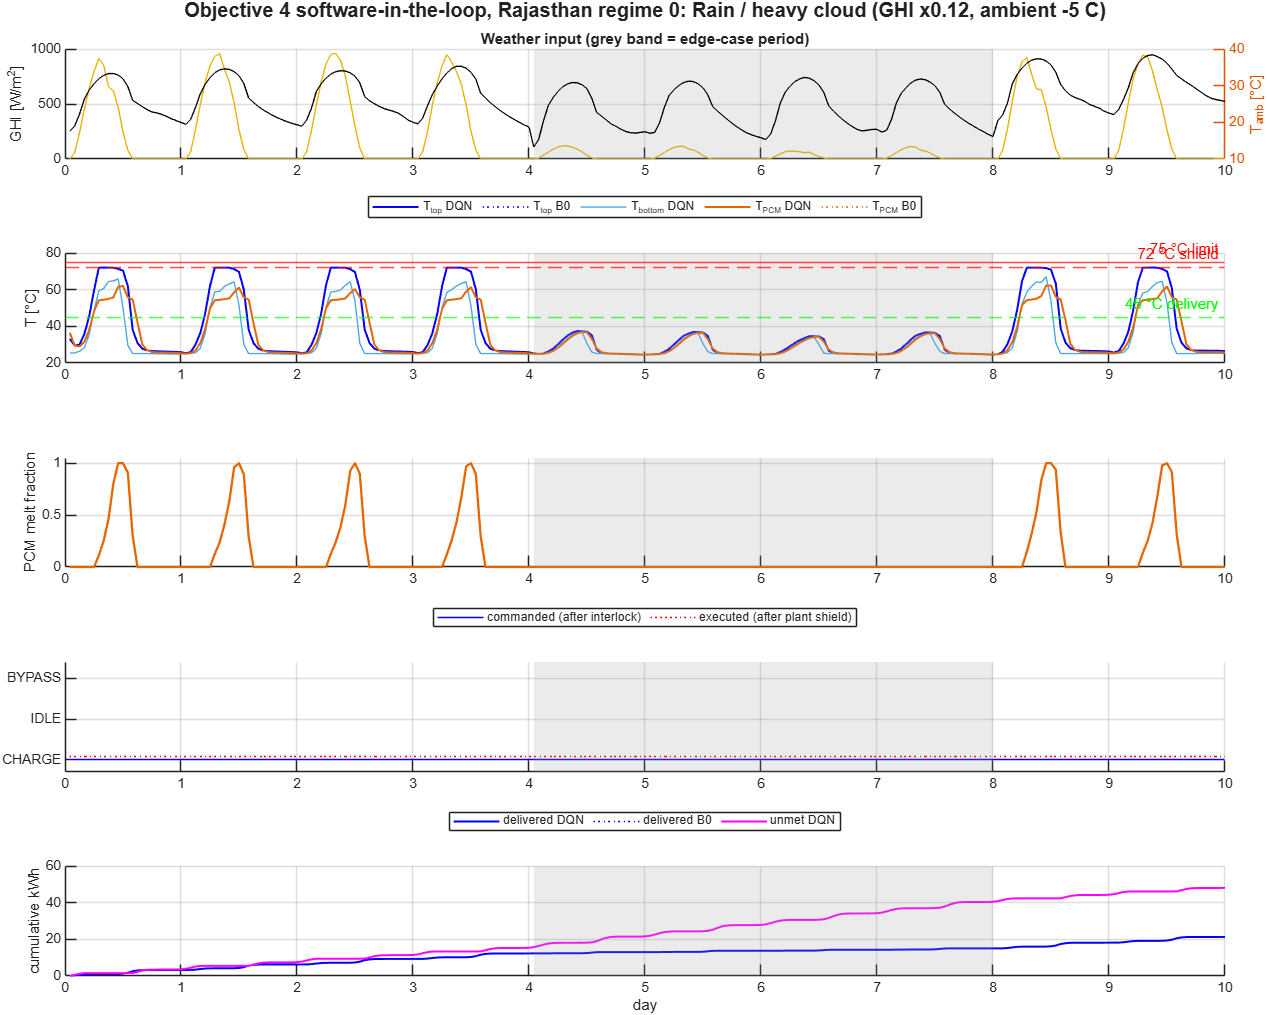 Objective 4 software-in-the-loop, Rajasthan regime 0: Rain / heavy cloud (GHI x0.12, ambient -5 C)
Weather input (grey band = edge-case period)
GHI [W/m²]
1000
500
0
40
30
20
10
T_amb [°C]
0 1 2 3 4 5 6 7 8 9 10
T_top DQN T_top B0 T_bottom DQN T_PCM DQN T_PCM B0
T [°C]
80
60
40
20
75 °C limit
72 °C shield
45 °C delivery
0 1 2 3 4 5 6 7 8 9 10
PCM melt fraction
1
0.5
0
0 1 2 3 4 5 6 7 8 9 10
commanded (after interlock) executed (after plant shield)
BYPASS
IDLE
CHARGE
0 1 2 3 4 5 6 7 8 9 10
delivered DQN delivered B0 unmet DQN
cumulative kWh
60
40
20
0
0 1 2 3 4 5 6 7 8 9 10
day